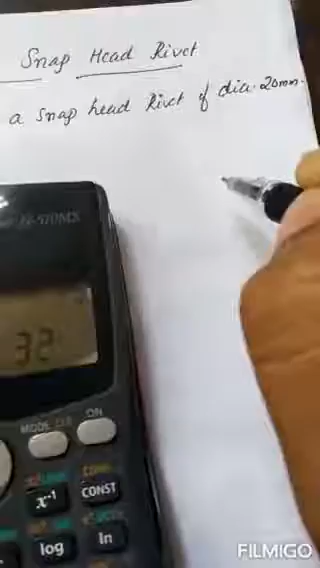 Snap Head Rivet
a Snap head Rivet of dia. 20mm.
32
MODE CLR ON
x⁻¹ CONST
log ln
FILMIGO